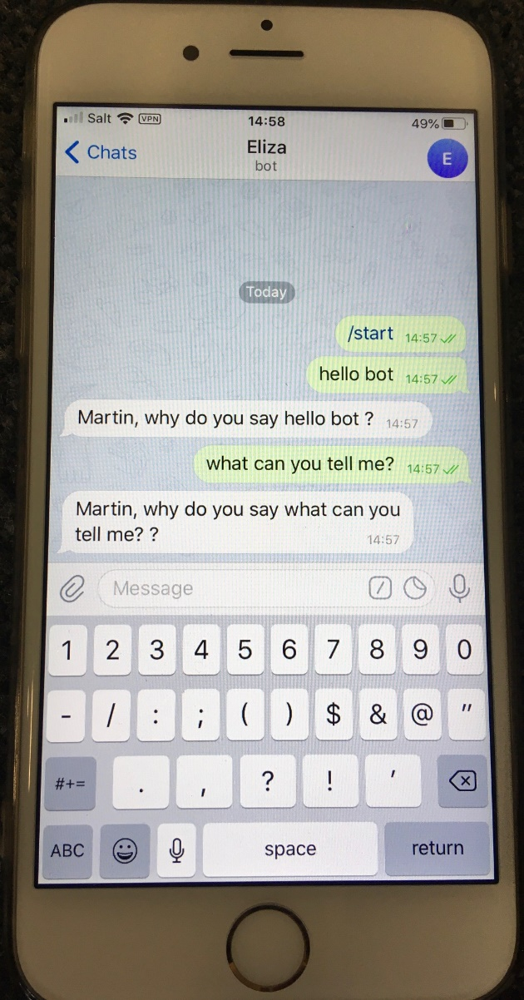 Salt VPN 14:58 49%
Chats Eliza E
bot
Today
/start 14:57
hello bot 14:57
Martin, why do you say hello bot ? 14:57
what can you tell me? 14:57
Martin, why do you say what can you
tell me? ? 14:57
Message /
1 2 3 4 5 6 7 8 9 0
- / : ; ( ) $ & @ "
#+= . , ? ! '
ABC space return